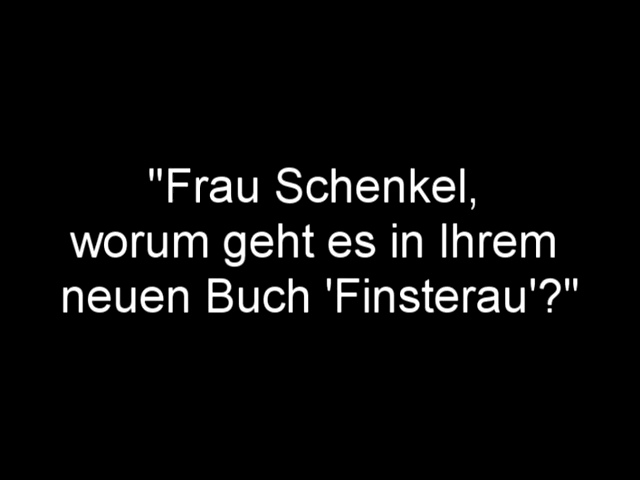 "Frau Schenkel,
worum geht es in Ihrem
neuen Buch 'Finsterau'?"